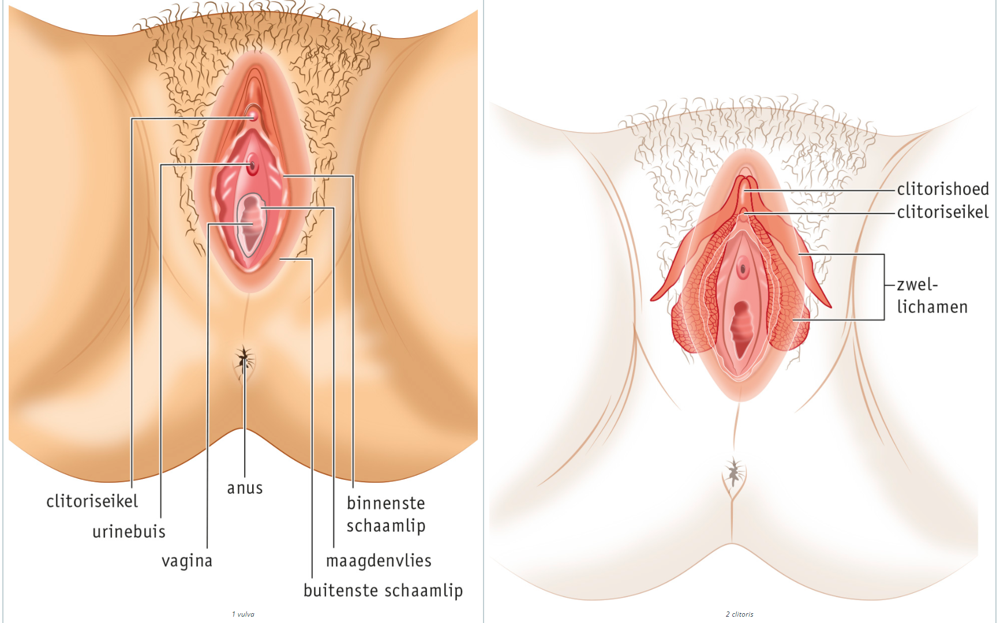 clitoriseikel
urinebuis
vagina
anus
binnenste
schaamlip
maagdenvlies
buitenste schaamlip
1 vulva
clitorishoed
clitoriseikel
zwel-
lichamen
2 clitoris